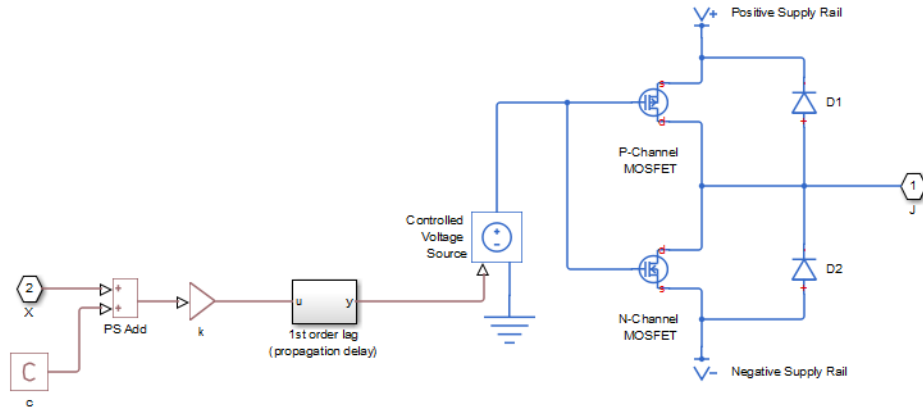 V+
Positive Supply Rail
s
d
D1
P-Channel
MOSFET
1
J
Controlled
Voltage
Source
d
s
D2
N-Channel
MOSFET
2
X
+
+
PS Add
k
u
y
1st order lag
(propagation delay)
C
c
V-
Negative Supply Rail